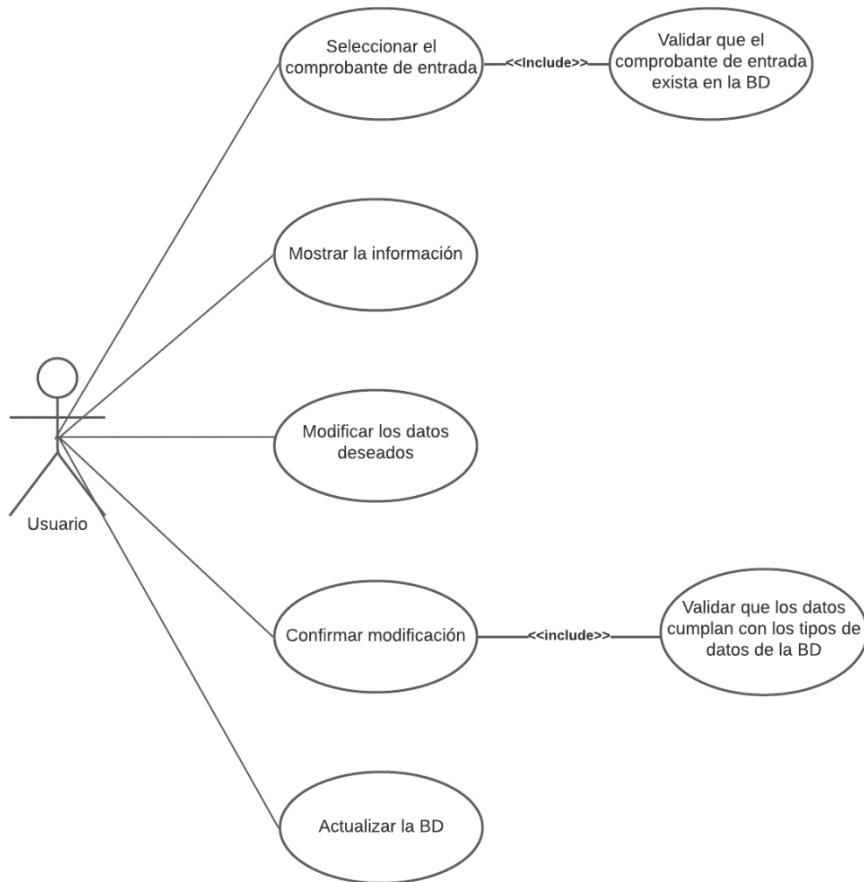 Seleccionar el
comprobante de entrada
<<Include>>
Validar que el
comprobante de entrada
exista en la BD
Mostrar la información
Modificar los datos
deseados
Usuario
Confirmar modificación
<<include>>
Validar que los datos
cumplan con los tipos de
datos de la BD
Actualizar la BD